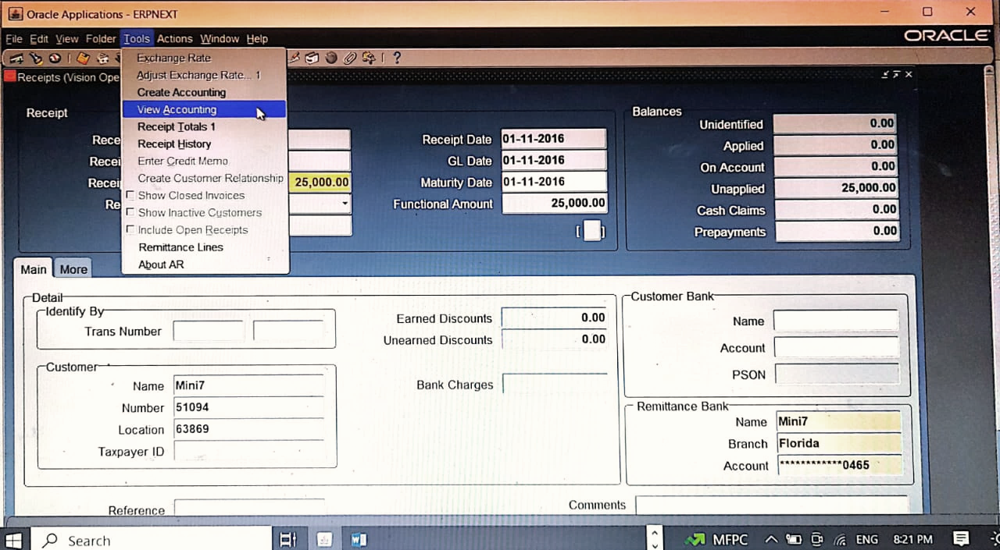 Oracle Applications - ERPNEXT
File Edit View Folder Tools Actions Window Help
ORACLE
Receipts (Vision Ope
Exchange Rate
Adjust Exchange Rate... 1
Create Accounting
View Accounting
Receipt Totals 1
Receipt History
Enter Credit Memo
Create Customer Relationship
Show Closed Invoices
Show Inactive Customers
Include Open Receipts
Remittance Lines
About AR
Receipt
Rece
Recei
Recei 25,000.00
Re
Receipt Date 01-11-2016
GL Date 01-11-2016
Maturity Date 01-11-2016
Functional Amount 25,000.00
[ ]
Balances
Unidentified 0.00
Applied 0.00
On Account 0.00
Unapplied 25,000.00
Cash Claims 0.00
Prepayments 0.00
Main More
Detail
Identify By
Trans Number
Customer
Name Mini7
Number 51094
Location 63869
Taxpayer ID
Earned Discounts 0.00
Unearned Discounts 0.00
Bank Charges
Customer Bank
Name
Account
PSON
Remittance Bank
Name Mini7
Branch Florida
Account ************0465
Reference
Comments
Search
MFPC ENG 8:21 PM